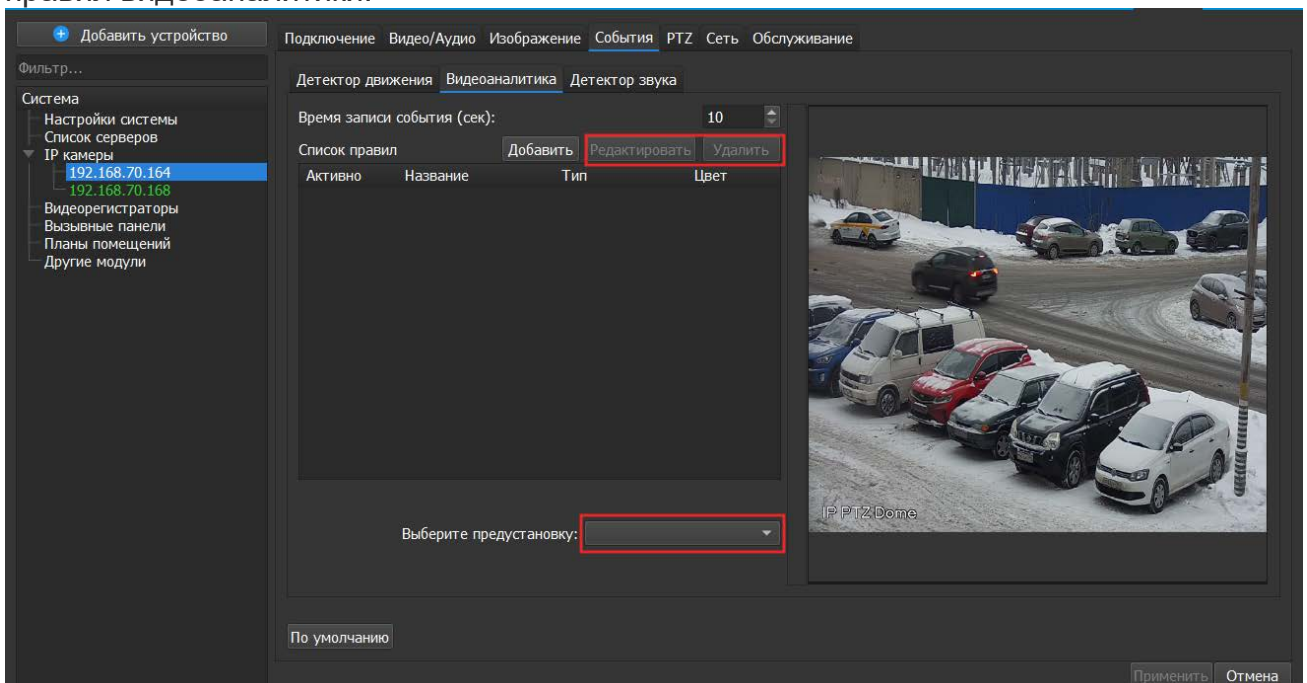 правил видеоаналитики.
Добавить устройство
Подключение Видео/Аудио Изображение События PTZ Сеть Обслуживание
Фильтр...
Детектор движения Видеоаналитика Детектор звука
Система
Настройки системы
Список серверов
IP камеры
192.168.70.164
192.168.70.168
Видеорегистраторы
Вызывные панели
Планы помещений
Другие модули
Время записи события (сек): 10
Список правил Добавить Редактировать Удалить
Активно Название Тип Цвет
IP PTZ Dome
Выберите предустановку:
По умолчанию
Применить Отмена